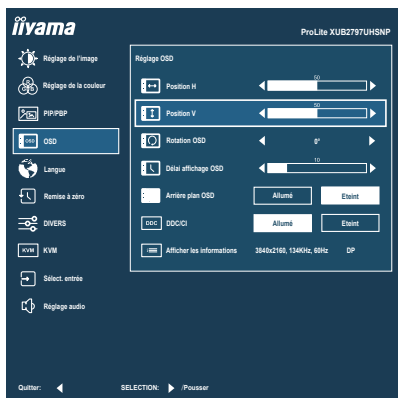 iiyama
ProLite XUB2797UHSNP
Réglage de l'image
Réglage de la couleur
PIP/PBP
OSD OSD
Langue
Remise à zéro
DIVERS
KVM KVM
Sélect. entrée
Réglage audio
Réglage OSD
Position H 50
Position V 50
Rotation OSD 0°
Délai affichage OSD 10
Arrière plan OSD Allumé Eteint
DDC DDC/CI Allumé Eteint
Afficher les informations 3840x2160, 134KHz, 60Hz DP
Quitter: SELECTION: /Pousser